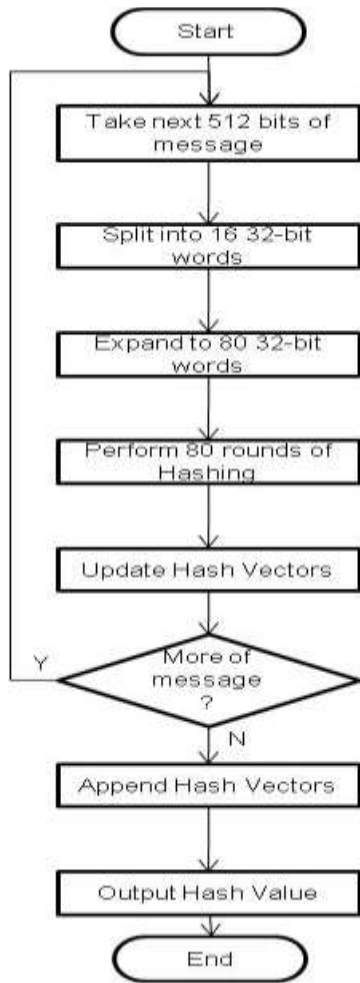 Start
Take next 512 bits of
message
Split into 16 32-bit
words
Expand to 80 32-bit
words
Perform 80 rounds of
Hashing
Update Hash Vectors
More of
message
?
Y
N
Append Hash Vectors
Output Hash Value
End